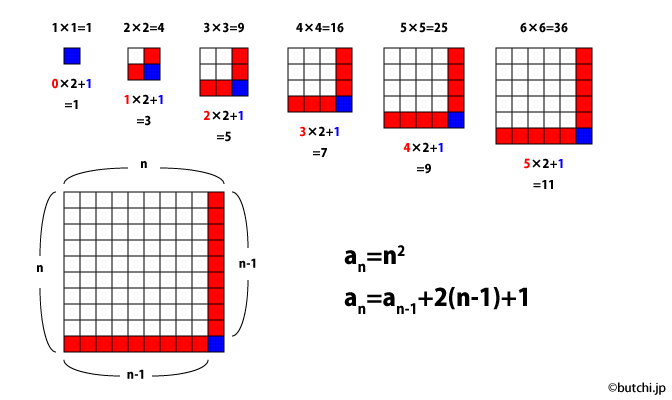 1×1=1 2×2=4 3×3=9 4×4=16 5×5=25 6×6=36
0×2+1
=1
1×2+1
=3
2×2+1
=5
3×2+1
=7
4×2+1
=9
5×2+1
=11
n
n
n-1
n-1
aₙ=n²
aₙ=aₙ₋₁+2(n-1)+1
©butchi.jp